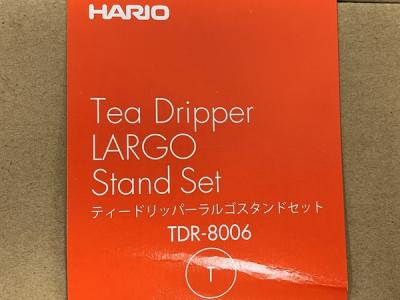 HARIO
Tea Dripper
LARGO
Stand Set
ティードリッパーラルゴスタンドセット
TDR-8006
T